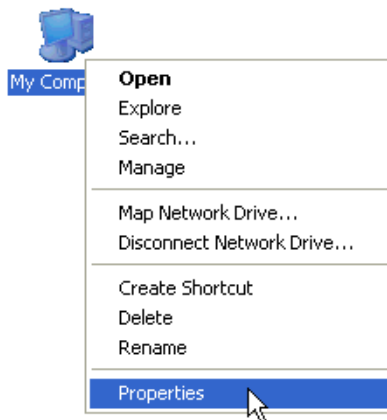 My Comp
Open
Explore
Search...
Manage
Map Network Drive...
Disconnect Network Drive...
Create Shortcut
Delete
Rename
Properties